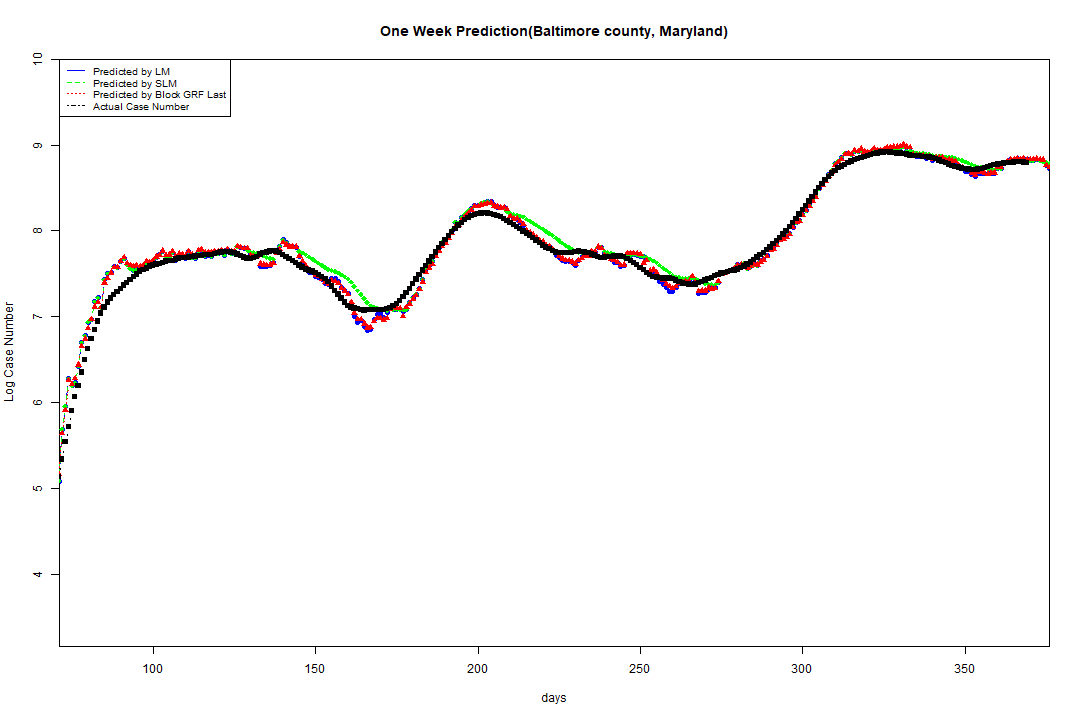 One Week Prediction(Baltimore county, Maryland)
Predicted by LM
Predicted by SLM
Predicted by Block GRF Last
Actual Case Number
10
9
8
7
6
5
4
Log Case Number
100 150 200 250 300 350
days